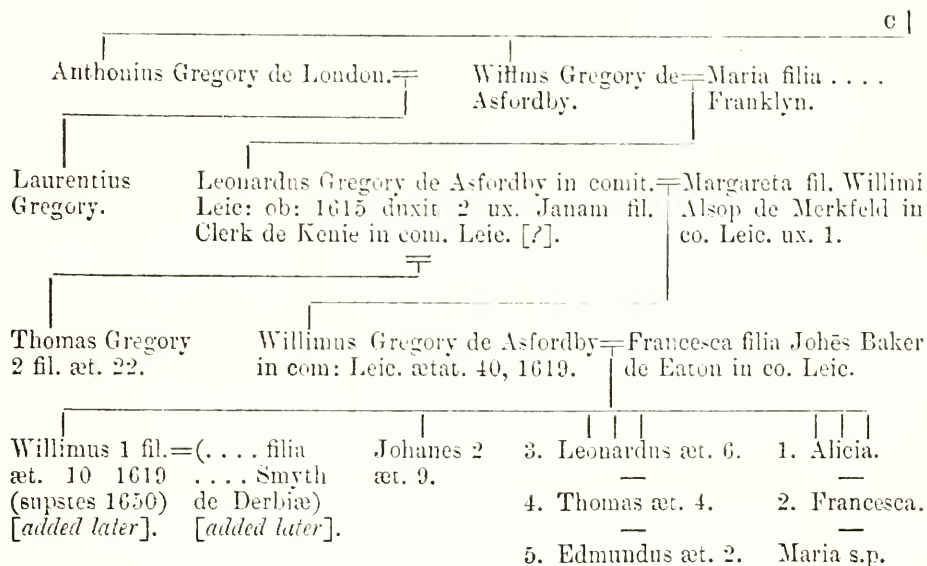 c
Anthonius Gregory de London.
Willms Gregory de Asfordby.
Maria filia . . . . Franklyn.
Laurentius Gregory.
Leonardus Gregory de Asfordby in comit.
Leic: ob: 1615 duxit 2 ux. Janam fil.
Clerk de Kenie in com. Leic. [?].
Margareta fil. Willimi
Alsop de Merkfeld in
co. Leic. ux. 1.
Thomas Gregory
2 fil. æt. 22.
Willimus Gregory de Asfordby
in com: Leic. ætat. 40, 1619.
Francesca filia Johēs Baker
de Eaton in co. Leic.
Willimus 1 fil.
æt. 10 1619
(supstes 1650)
[added later].
(. . . . filia
. . . . Smyth
de Derbiæ)
[added later].
Johanes 2
æt. 9.
3. Leonardus æt. 6.
4. Thomas æt. 4.
5. Edmundus æt. 2.
1. Alicia.
2. Francesca.
Maria s.p.